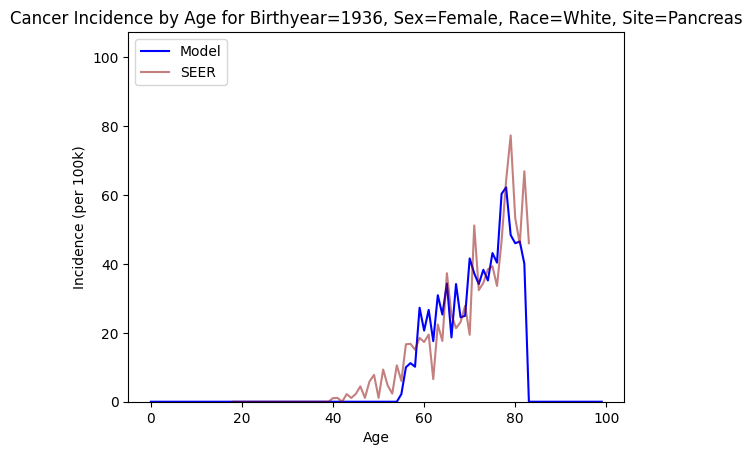 Cancer Incidence by Age for Birthyear=1936, Sex=Female, Race=White, Site=Pancreas
Model
SEER
100
80
60
40
20
0
Incidence (per 100k)
0 20 40 60 80 100
Age